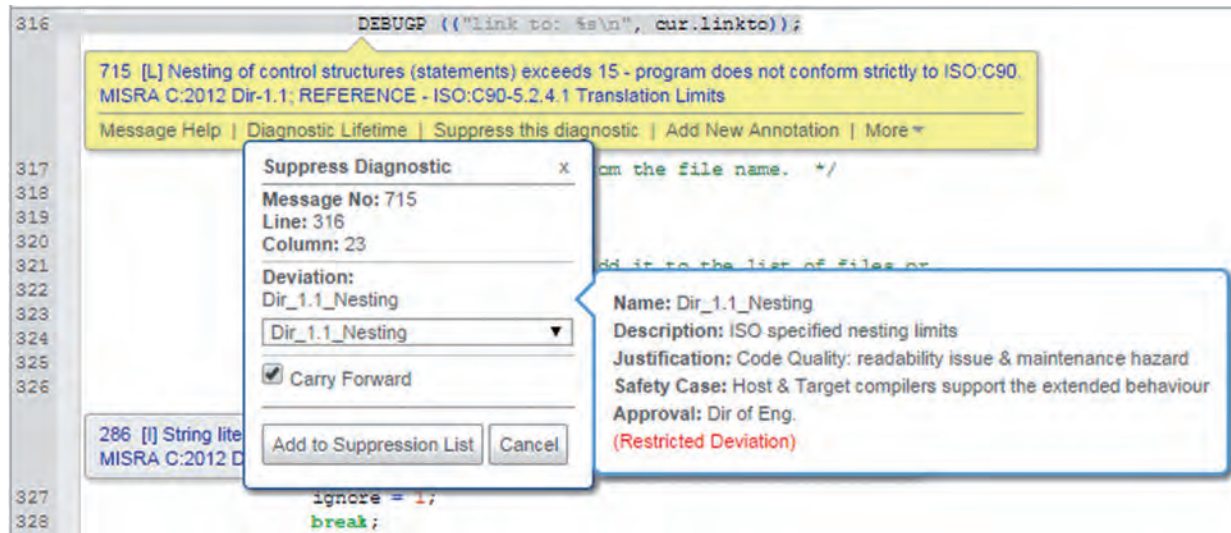 316 DEBUGP (("link to: %s\n", cur.linkto));
715 [L] Nesting of control structures (statements) exceeds 15 - program does not conform strictly to ISO:C90.
MISRA C:2012 Dir-1.1; REFERENCE - ISO:C90-5.2.4.1 Translation Limits
Message Help | Diagnostic Lifetime | Suppress this diagnostic | Add New Annotation | More
317 om the file name. */
318
319
320
321 dd it to the list of files or
322
323
324
325
326
Suppress Diagnostic x
Message No: 715
Line: 316
Column: 23
Deviation:
Dir_1.1_Nesting
Dir_1.1_Nesting
Carry Forward
Add to Suppression List Cancel
Name: Dir_1.1_Nesting
Description: ISO specified nesting limits
Justification: Code Quality: readability issue & maintenance hazard
Safety Case: Host & Target compilers support the extended behaviour
Approval: Dir of Eng.
(Restricted Deviation)
286 [I] String lite
MISRA C:2012 D
327 ignore = 1;
328 break;